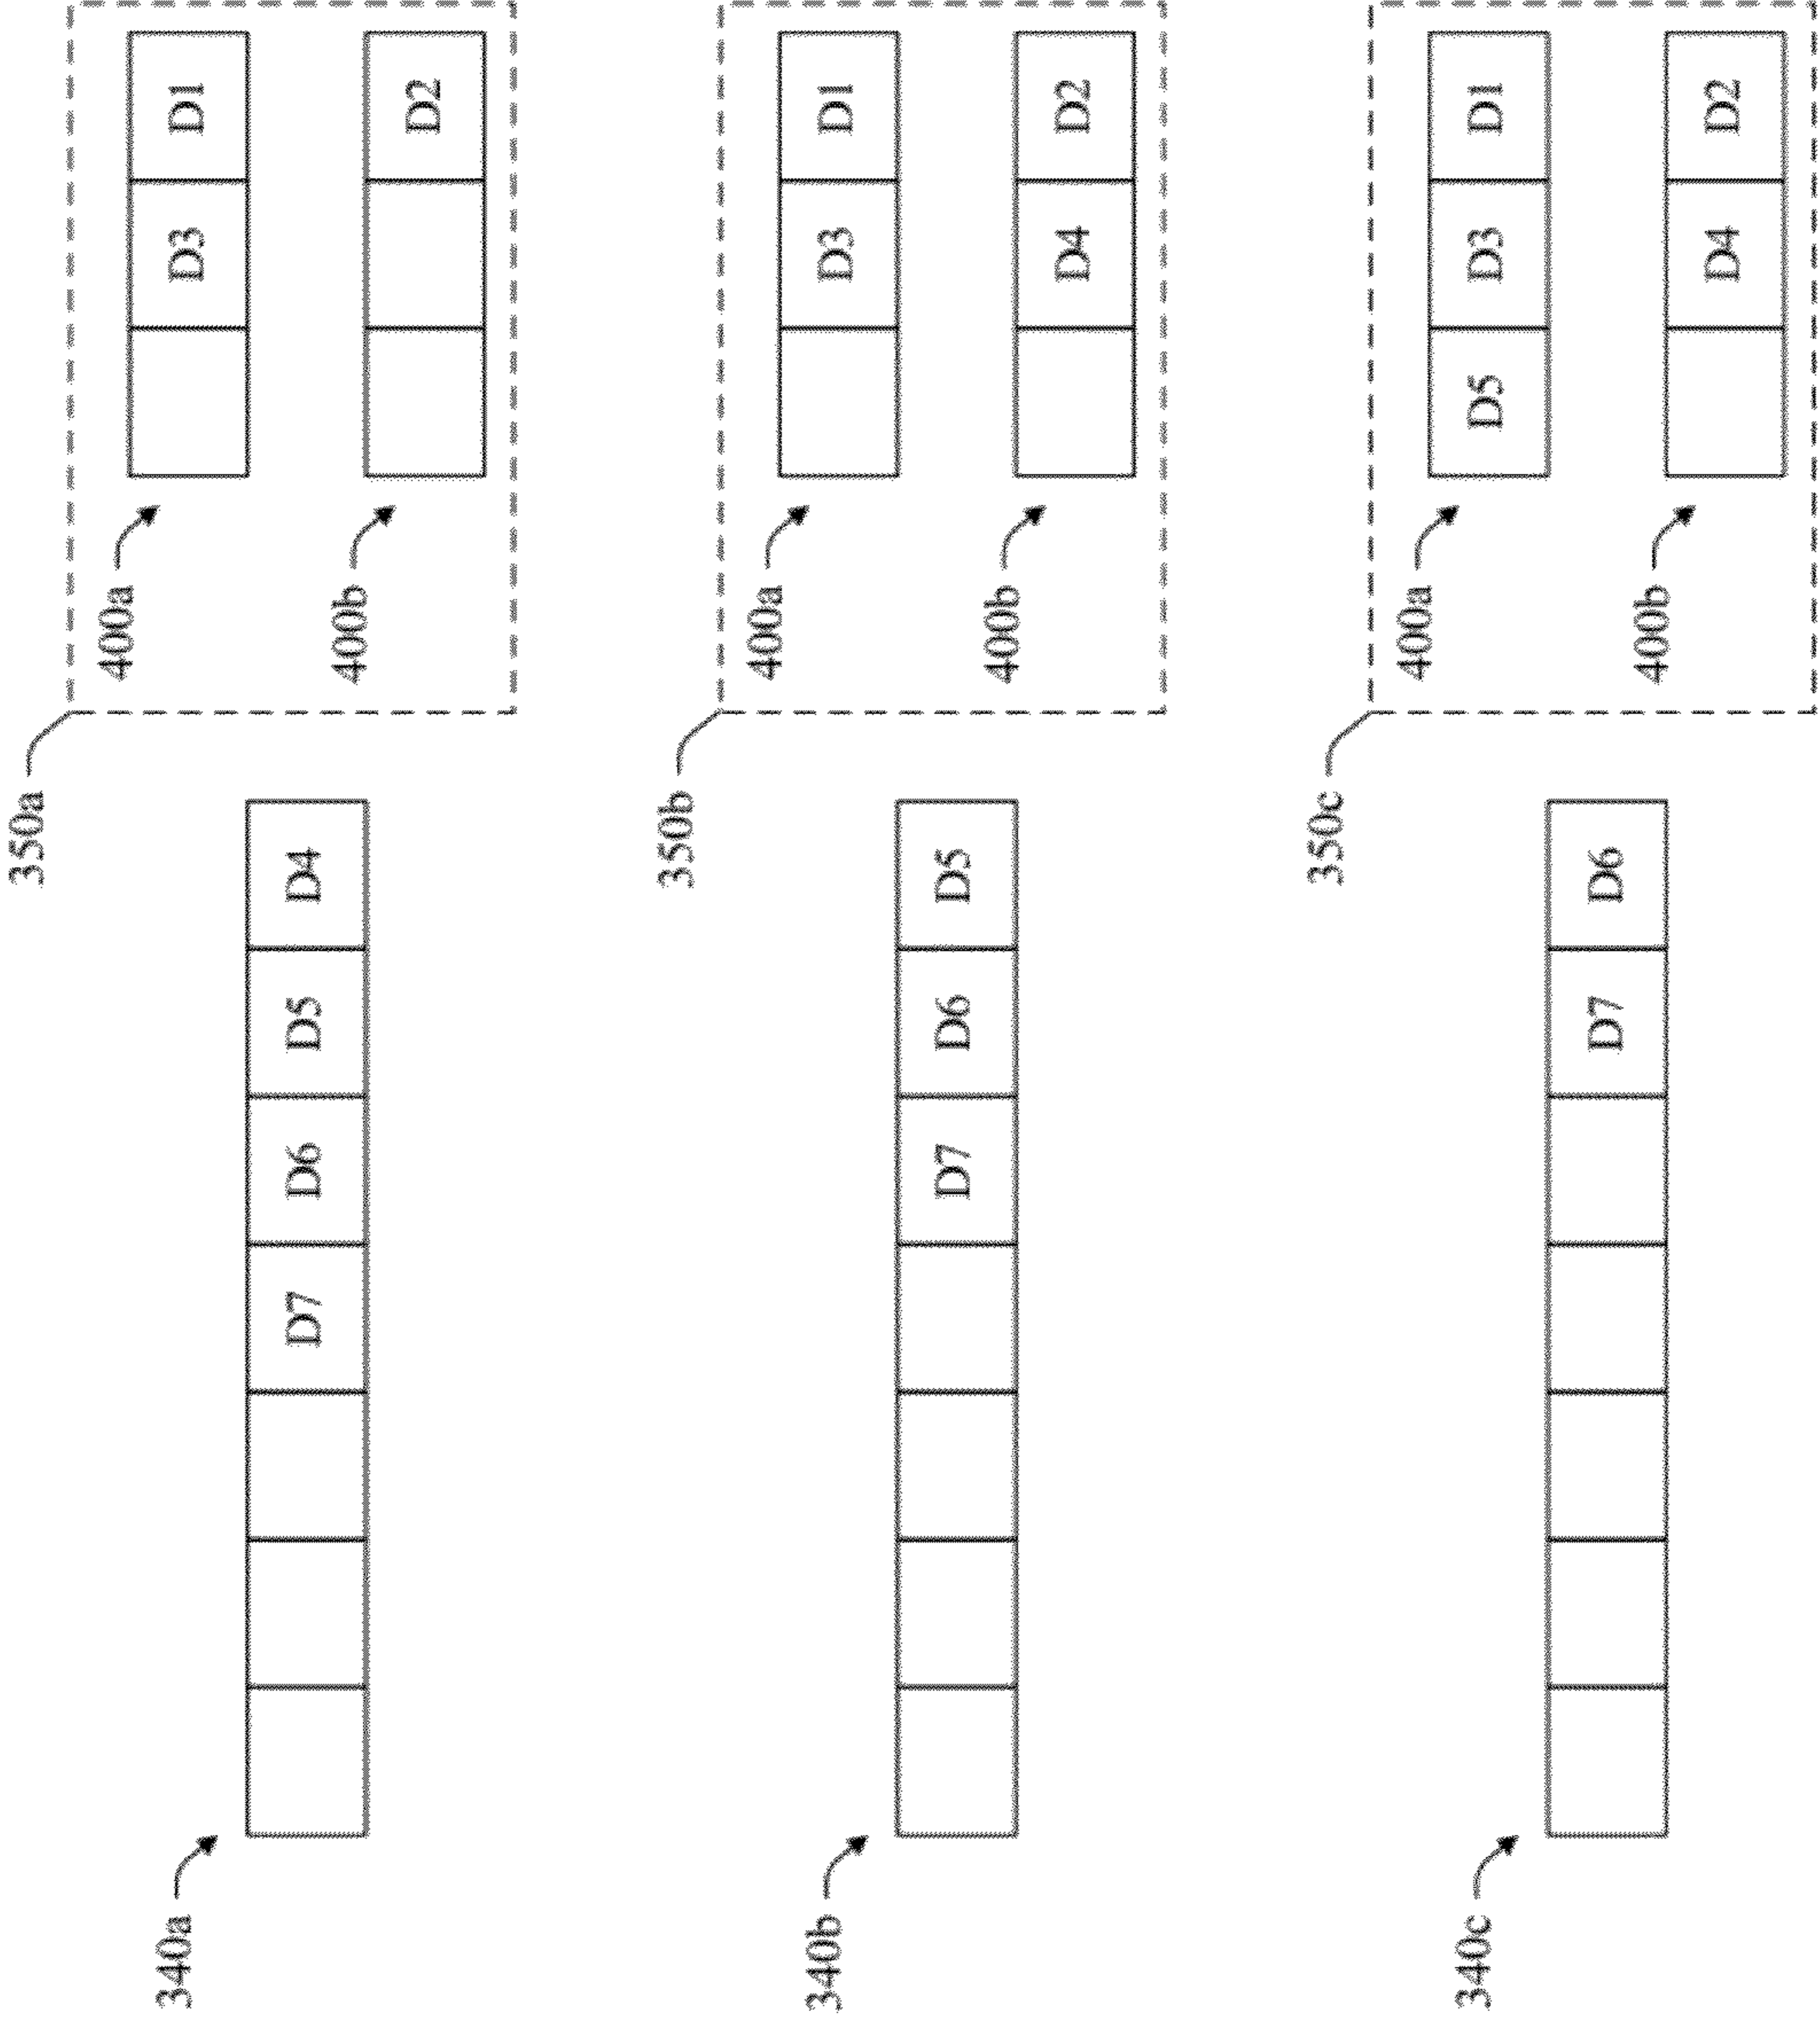 350a
400a
340a
D3 D1
D7 D6 D5 D4
400b
D2
350b
400a
340b
D3 D1
D7 D6 D5
400b
D4 D2
350c
400a
340c
D5 D3 D1
D7 D6
400b
D4 D2